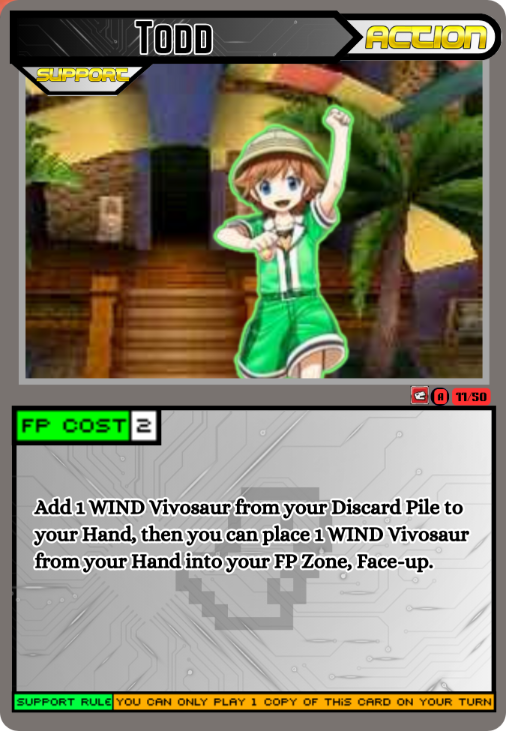 Todd
ACTION
SUPPORT
A 11/50
FP COST 2
Add 1 WIND Vivosaur from your Discard Pile to
your Hand, then you can place 1 WIND Vivosaur
from your Hand into your FP Zone, Face-up.
SUPPORT RULE YOU CAN ONLY PLAY 1 COPY OF THIS CARD ON YOUR TURN